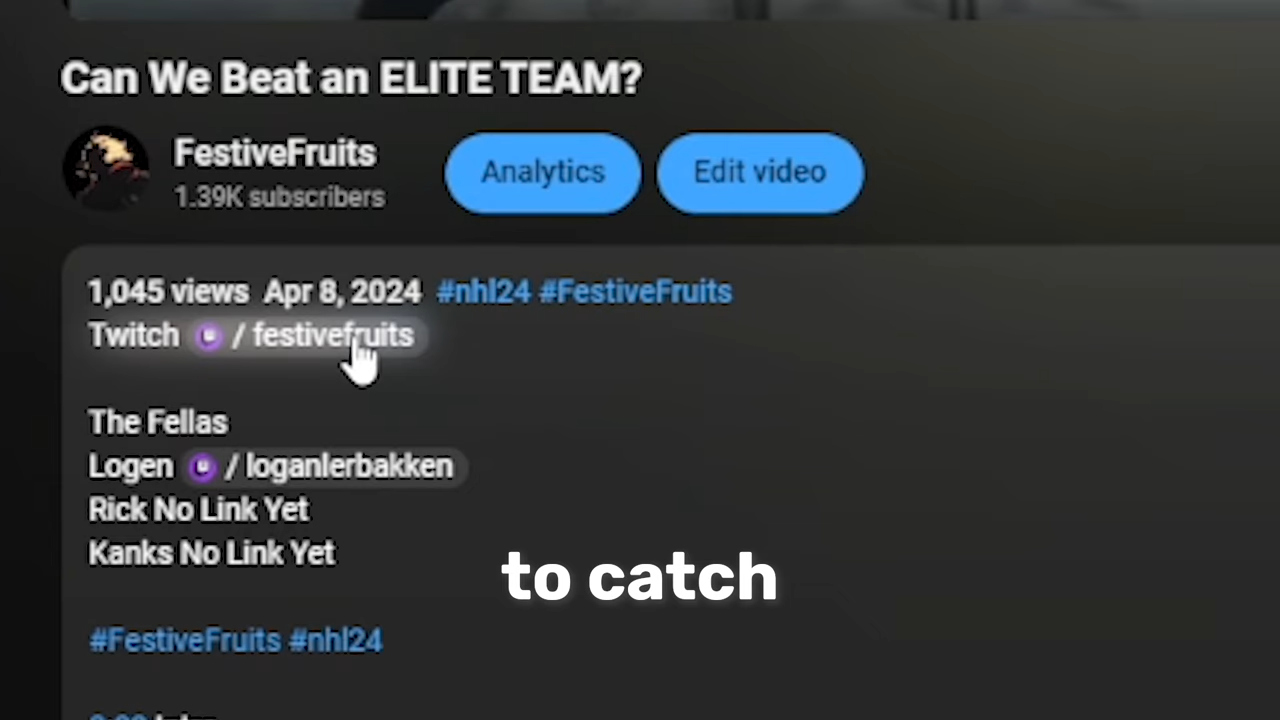 Can We Beat an ELITE TEAM?
FestiveFruits
1.39K subscribers
Analytics
Edit video
1,045 views Apr 8, 2024 #nhl24 #FestiveFruits
Twitch / festivefruits
The Fellas
Logen / loganlerbakken
Rick No Link Yet
Kanks No Link Yet
to catch
#FestiveFruits #nhl24